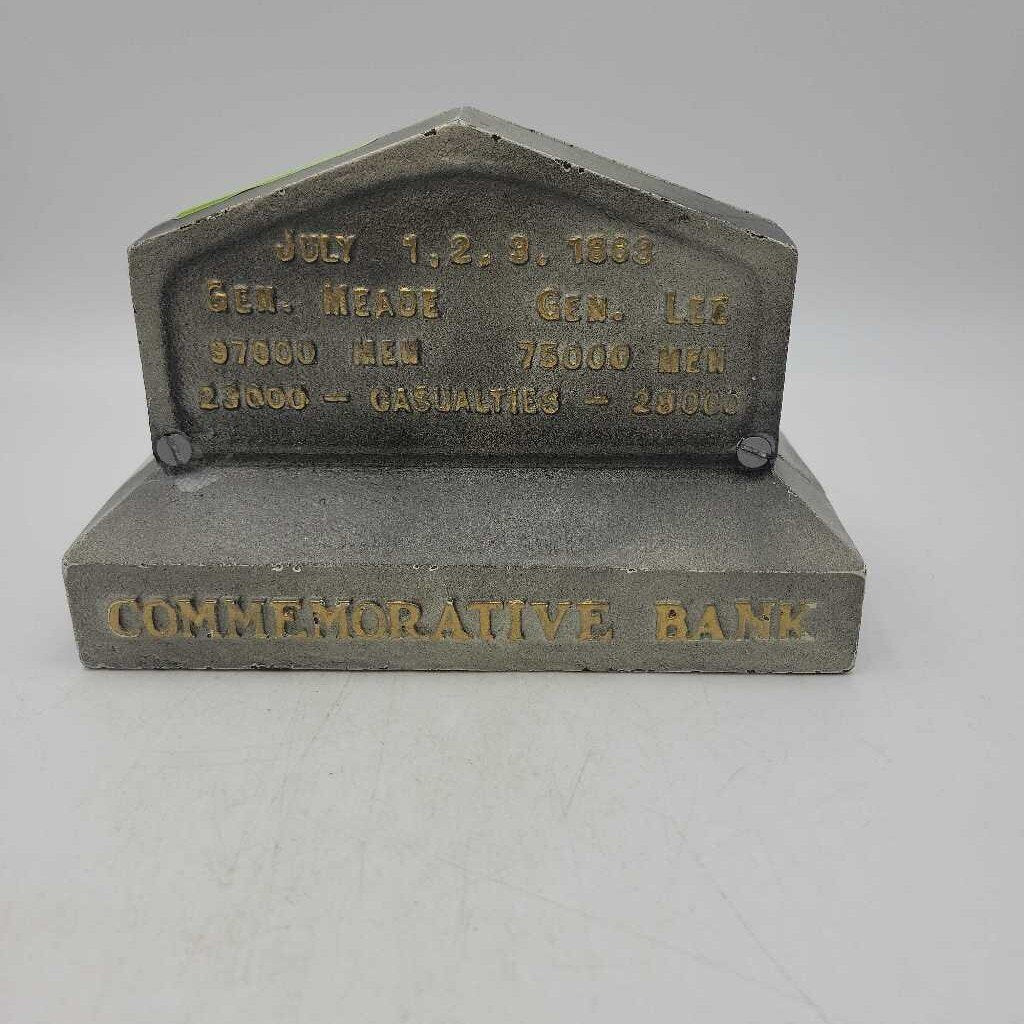 JULY 1, 2, 3, 1863
GEN. MEADE GEN. LEE
97000 MEN 75000 MEN
23000 — CASUALTIES — 28000
COMMEMORATIVE BANK